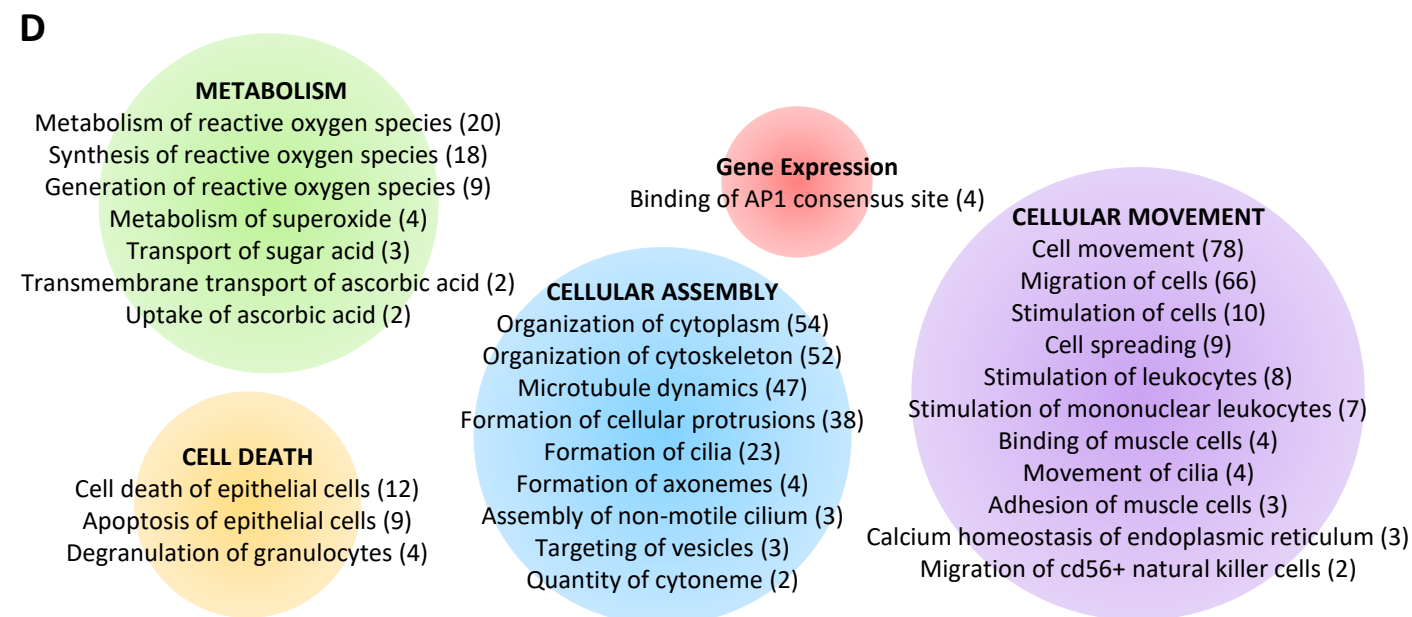 D
METABOLISM
Metabolism of reactive oxygen species (20)
Synthesis of reactive oxygen species (18)
Generation of reactive oxygen species (9)
Metabolism of superoxide (4)
Transport of sugar acid (3)
Transmembrane transport of ascorbic acid (2)
Uptake of ascorbic acid (2)
Gene Expression
Binding of AP1 consensus site (4)
CELLULAR MOVEMENT
Cell movement (78)
Migration of cells (66)
Stimulation of cells (10)
Cell spreading (9)
Stimulation of leukocytes (8)
Stimulation of mononuclear leukocytes (7)
Binding of muscle cells (4)
Movement of cilia (4)
Adhesion of muscle cells (3)
Calcium homeostasis of endoplasmic reticulum (3)
Migration of cd56+ natural killer cells (2)
CELLULAR ASSEMBLY
Organization of cytoplasm (54)
Organization of cytoskeleton (52)
Microtubule dynamics (47)
Formation of cellular protrusions (38)
Formation of cilia (23)
Formation of axonemes (4)
Assembly of non-motile cilium (3)
Targeting of vesicles (3)
Quantity of cytoneme (2)
CELL DEATH
Cell death of epithelial cells (12)
Apoptosis of epithelial cells (9)
Degranulation of granulocytes (4)